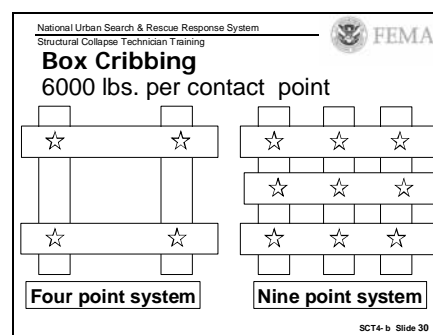 National Urban Search & Rescue Response System
Structural Collapse Technician Training
FEMA
Box Cribbing
6000 lbs. per contact point
Four point system
Nine point system
SCT4- b Slide 30